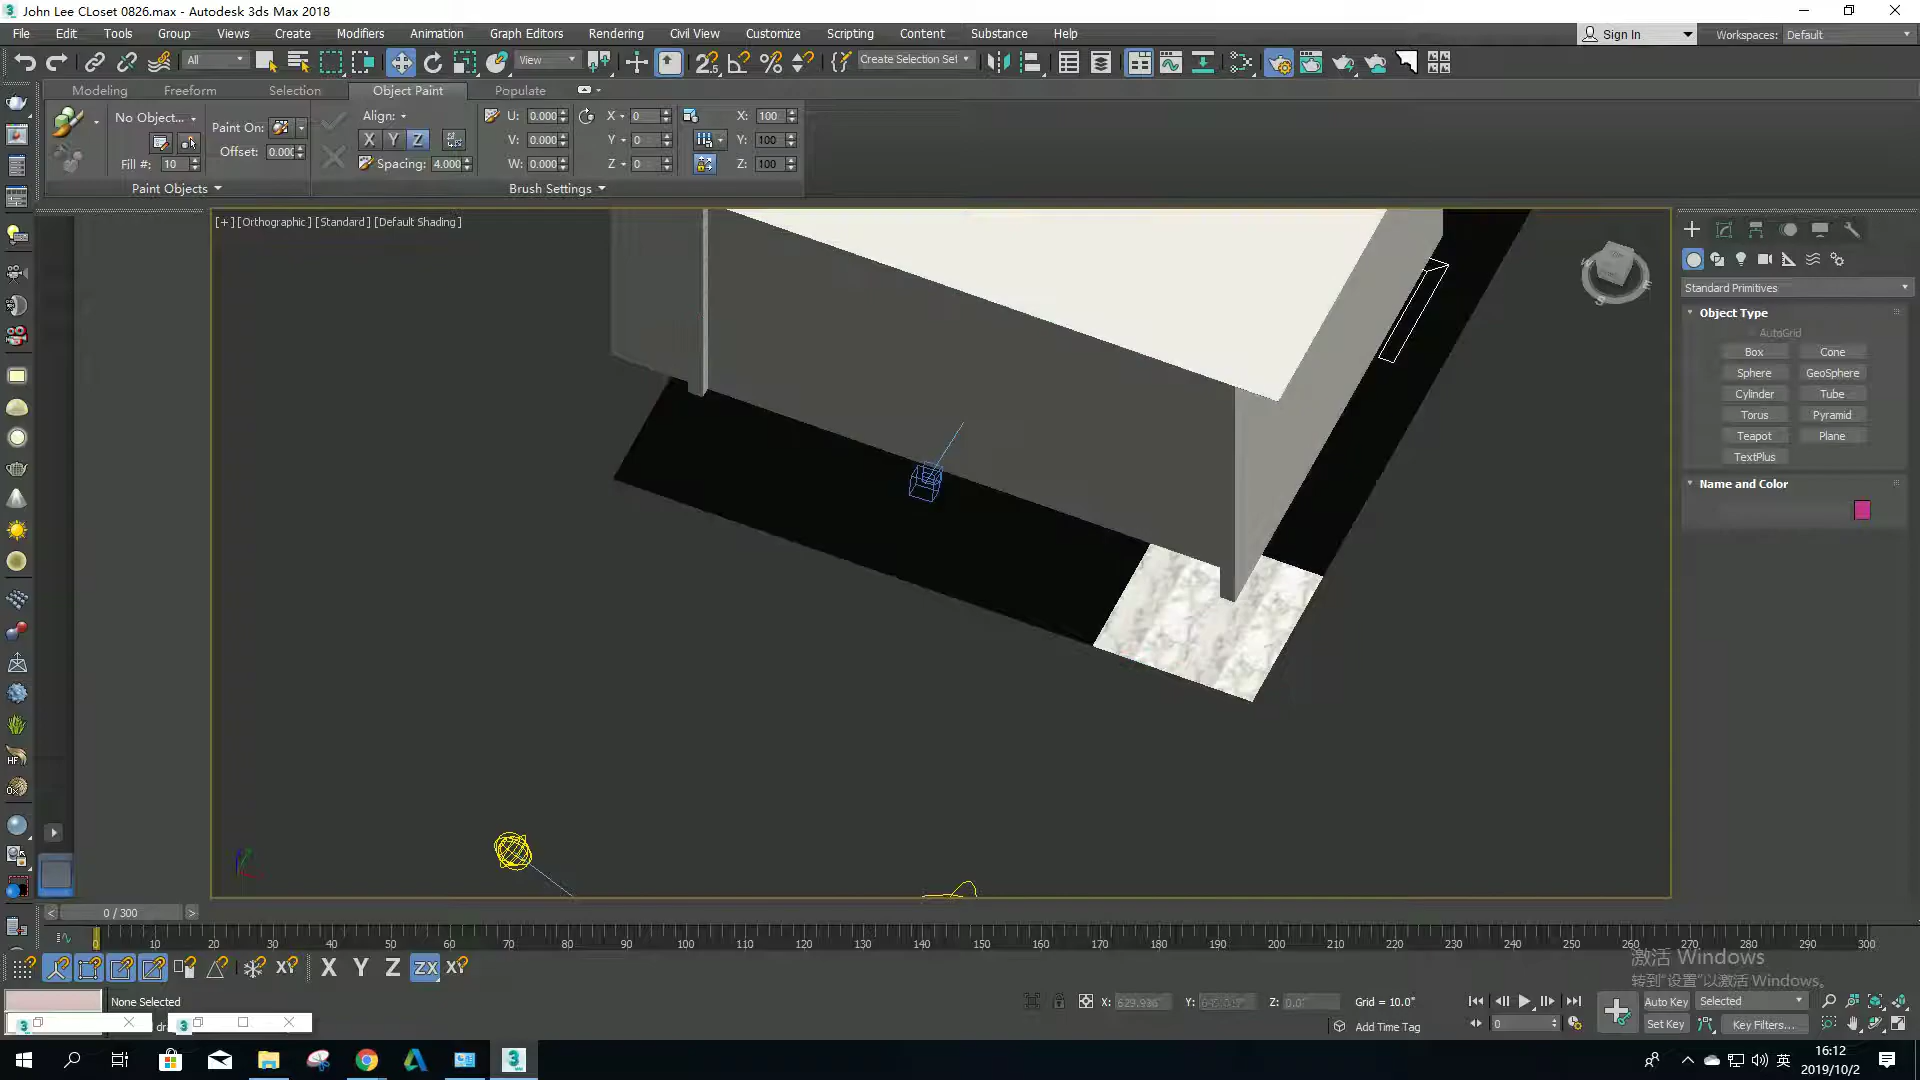 John Lee CLoset 0826.max - Autodesk 3ds Max 2018
File Edit Tools Group Views Create Modifiers Animation Graph Editors Rendering Civil View Customize Scripting Content Substance Help
Sign In
Workspaces: Default
All
View
Create Selection Set
Modeling Freeform Selection Object Paint Populate
No Object...
Paint On:
Offset: 0.000
Fill #: 10
Align:
X Y Z
Spacing: 4.000
U: 0.000
V: 0.000
W: 0.000
X 0
Y 0
Z 0
X: 100
Y: 100
Z: 100
Paint Objects
Brush Settings
[+] [Orthographic] [Standard] [Default Shading]
Standard Primitives
Object Type
AutoGrid
Box Cone
Sphere GeoSphere
Cylinder Tube
Torus Pyramid
Teapot Plane
TextPlus
Name and Color
0 / 300
0 10 20 30 40 50 60 70 80 90 100 110 120 130 140 150 160 170 180 190 200 210 220 230 240 250 260 270 280 290 300
X Y Z ZX XY
激活 Windows
转到"设置"以激活 Windows。
None Selected
X: 629.936"
Y:
Z: 0.0"
Grid = 10.0"
Add Time Tag
Auto Key Selected
Set Key Key Filters...
0
英
16:12
2019/10/2